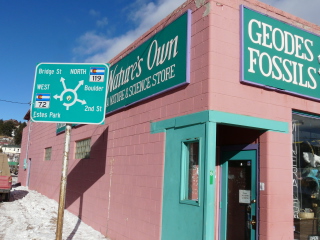 Bridge St
NORTH
119
WEST
72
Boulder
2nd St
Estes Park
Nature's Own
A NATURE & SCIENCE STORE
GEODES
FOSSILS